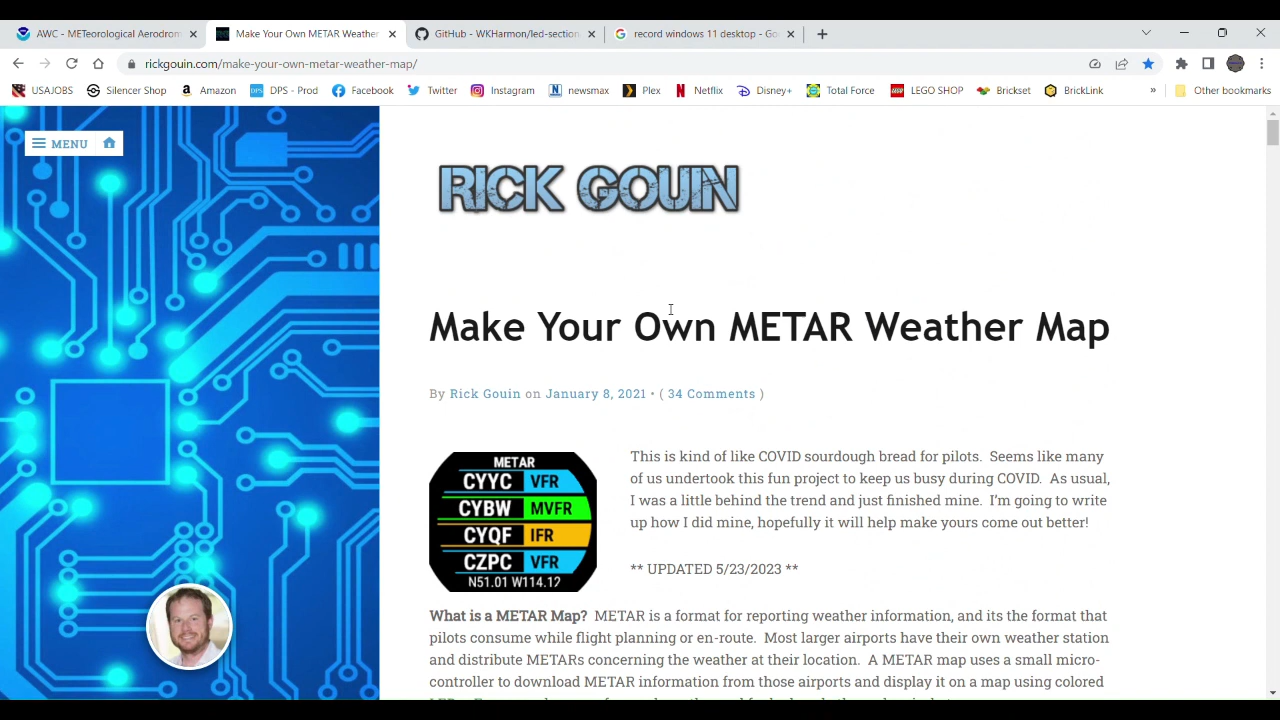 AWC - METeorological Aerodrom
Make Your Own METAR Weather
GitHub - WKHarmon/led-section
record windows 11 desktop - Go
rickgouin.com/make-your-own-metar-weather-map/
USAJOBS
Silencer Shop
Amazon
DPS - Prod
Facebook
Twitter
Instagram
newsmax
Plex
Netflix
Disney+
Total Force
LEGO SHOP
Brickset
BrickLink
»
Other bookmarks
MENU
RICK GOUIN
Make Your Own METAR Weather Map
By Rick Gouin on January 8, 2021 • ( 34 Comments )
METAR
CYYC VFR
CYBW MVFR
CYQF IFR
CZPC VFR
N51.01 W114.12
This is kind of like COVID sourdough bread for pilots. Seems like many
of us undertook this fun project to keep us busy during COVID. As usual,
I was a little behind the trend and just finished mine. I'm going to write
up how I did mine, hopefully it will help make yours come out better!
** UPDATED 5/23/2023 **
What is a METAR Map? METAR is a format for reporting weather information, and its the format that
pilots consume while flight planning or en-route. Most larger airports have their own weather station
and distribute METARs concerning the weather at their location. A METAR map uses a small micro-
controller to download METAR information from those airports and display it on a map using colored